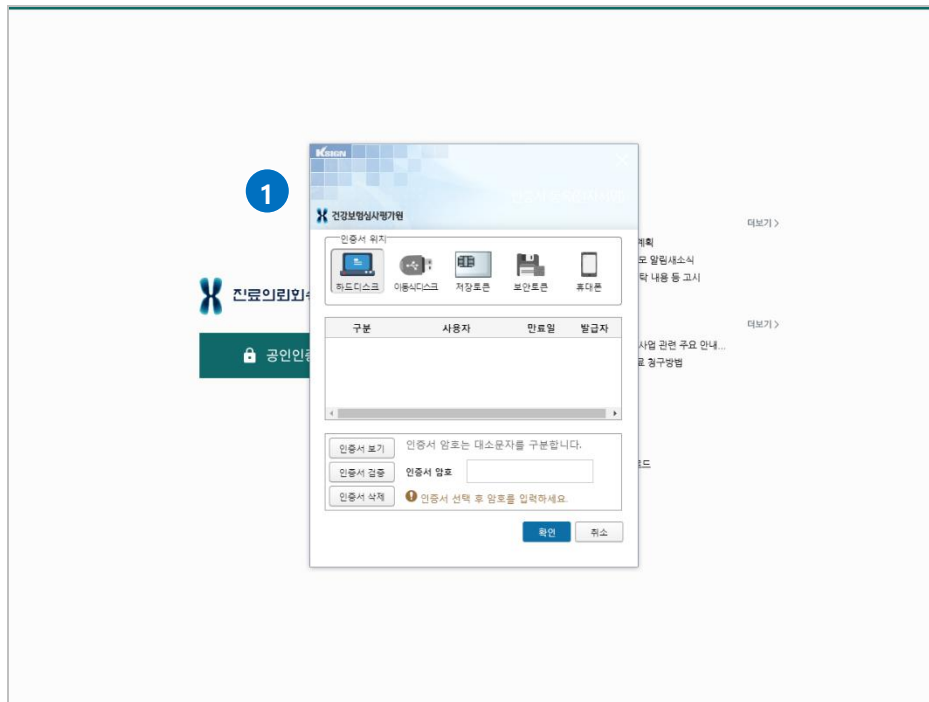 KSIGN
1
건강보험심사평가원
인증서 위치
하드디스크 이동식디스크 저장토큰 보안토큰 휴대폰
구분 사용자 만료일 발급자
인증서 보기 인증서 암호는 대소문자를 구분합니다.
인증서 검증 인증서 암호
인증서 삭제 인증서 선택 후 암호를 입력하세요.
확인 취소
진료의뢰회
공인인
더보기 >
계획
모 알림새소식
탁 내용 등 고시
더보기 >
사업 관련 주요 안내...
료 청구방법
로드